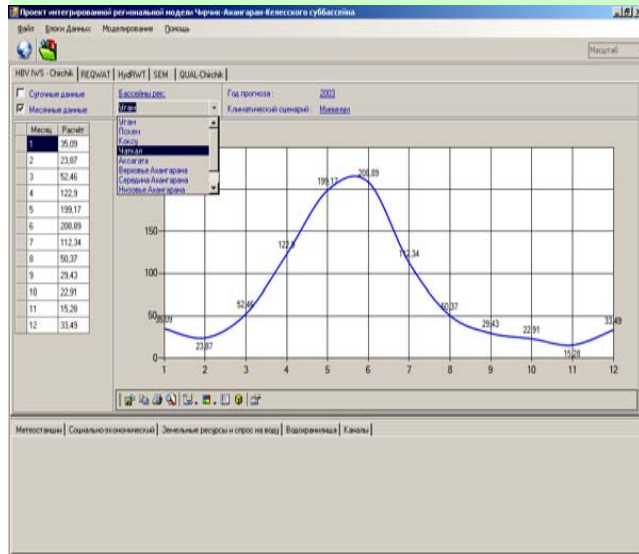 Проект интегрированной региональной модели Чирчик-Ахангаран-Келесского суббассейна
Файл Блоки Данных Моделирование Помощь
Масштаб
HBV IWS - Chirchik REQWAT HydRWT SEM QUAL-Chirchik
Суточные данные
Бассейны рек:
Год прогноза : 2003
Месячные данные
Угам
Климатический сценарий :
Угам
Пскем
Коксу
Чаткал
Аксагата
Верховье Ахангарана
Середина Ахангарана
Низовье Ахангарана
Месяц Расчёт
1 35,09
2 23,87
3 52,46
4 122,9
5 199,17
6 208,89
7 112,34
8 50,37
9 29,43
10 22,91
11 15,28
12 33,49
199,17 208,89
150
122,9
112,34
100
52,46
50,37
50
35,09
33,49
29,43
22,91
23,87
15,28
0
1 2 3 4 5 6 7 8 9 10 11 12
Метеостанции Социально-экономический Земельные ресурсы и спрос на воду Водохранилища Каналы